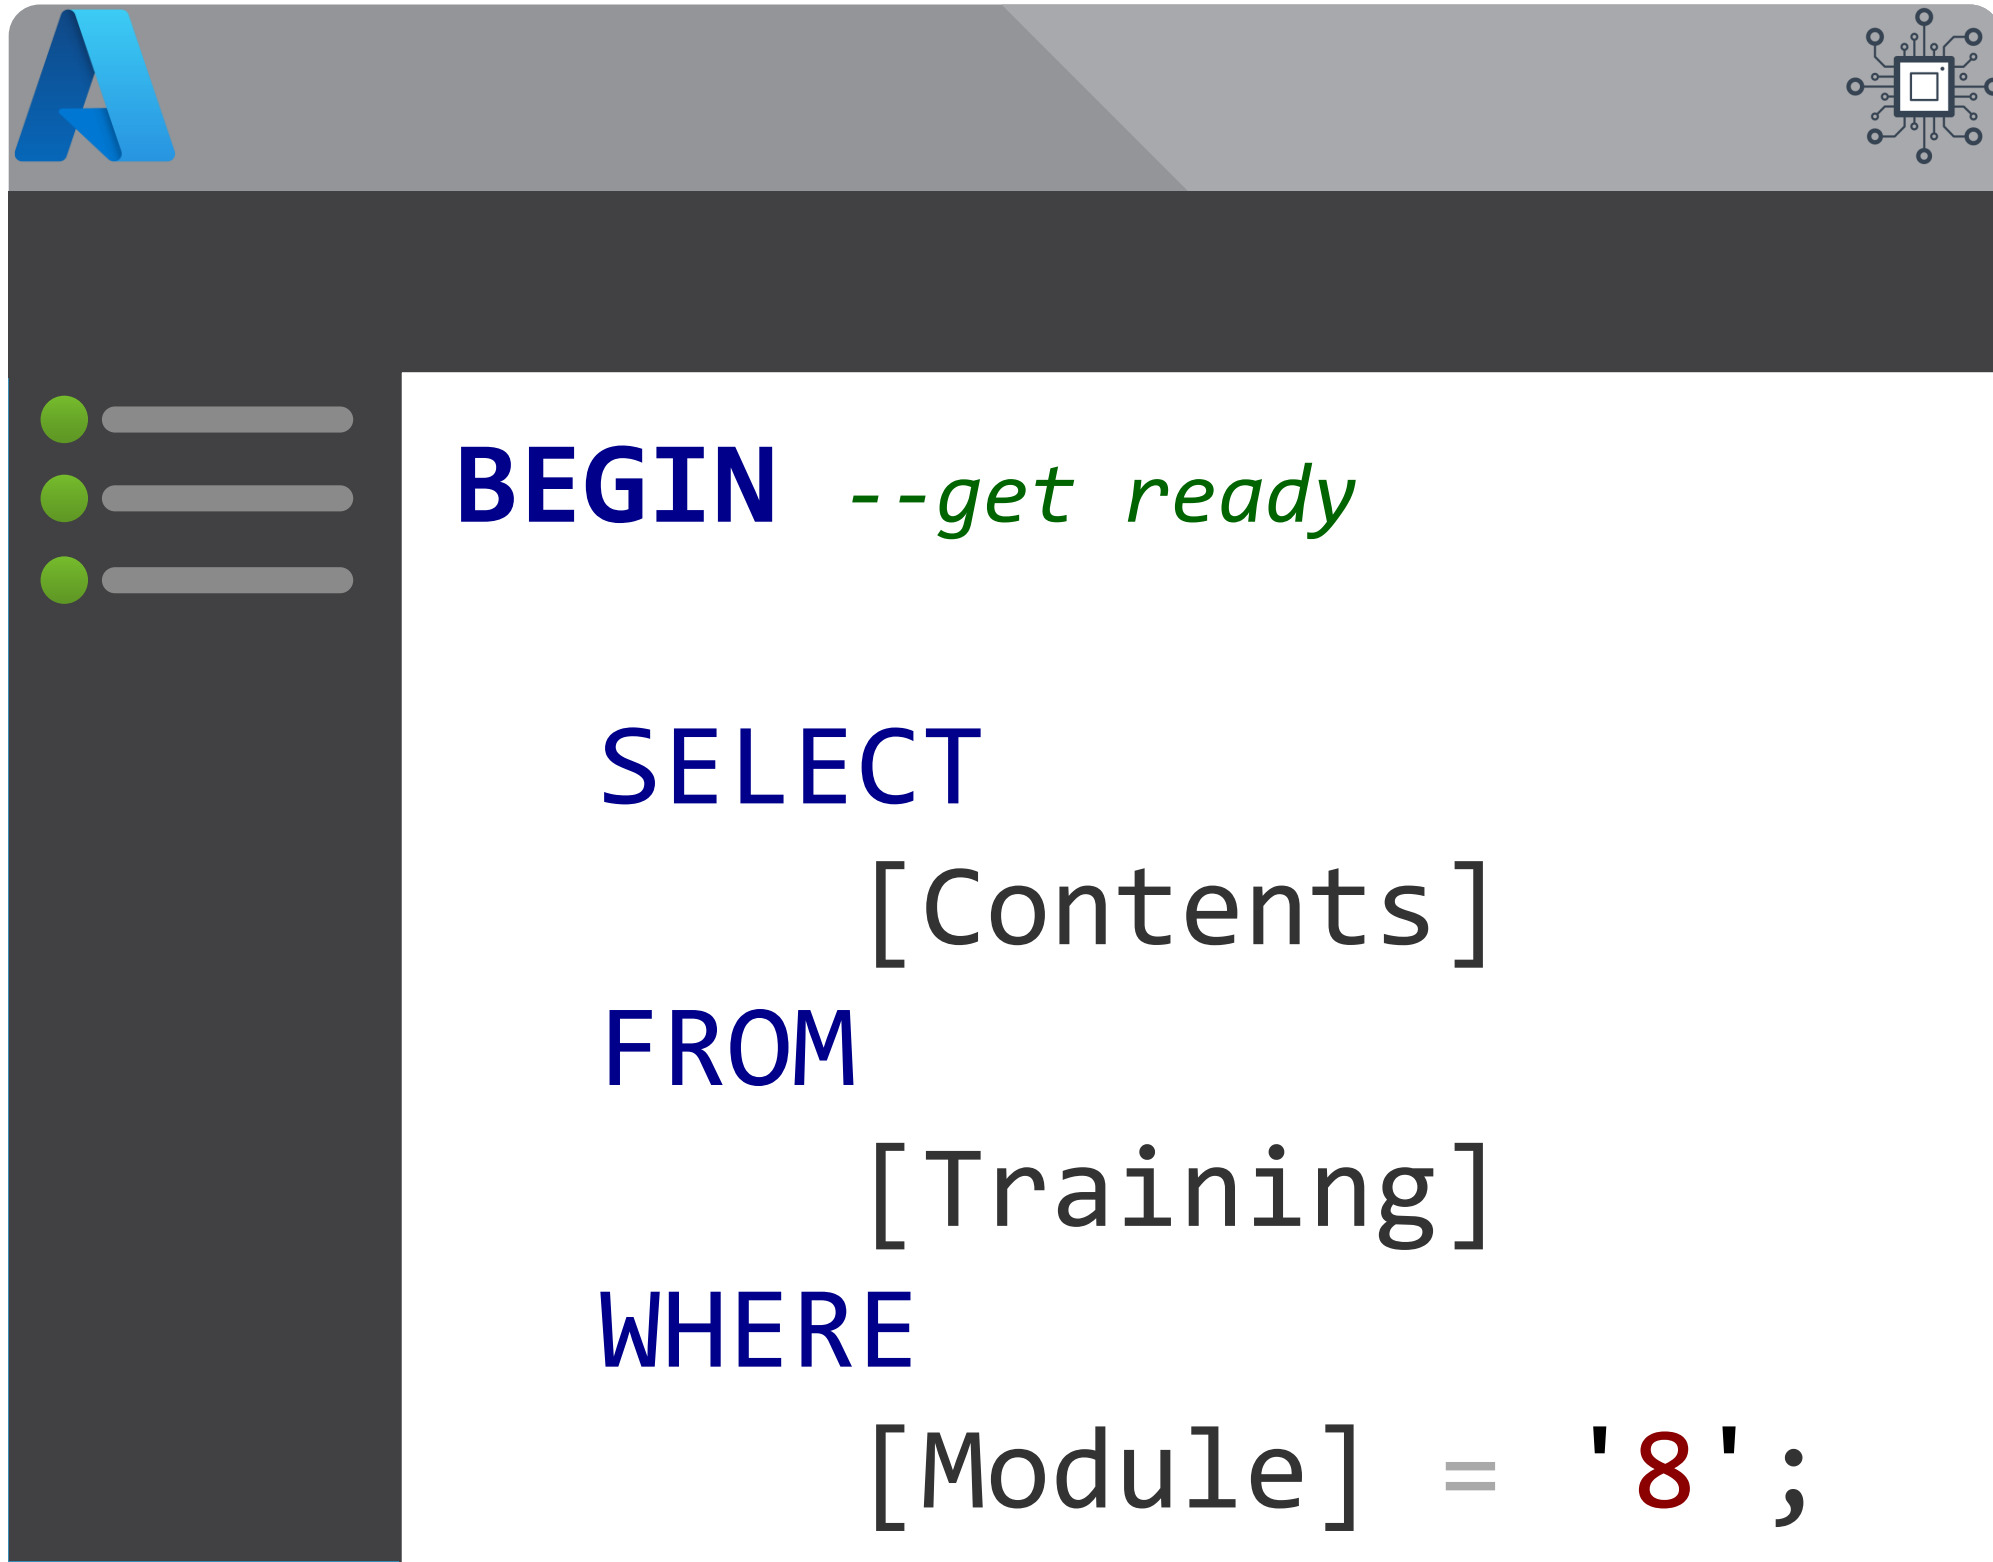 BEGIN --get ready
SELECT
[Contents]
FROM
[Training]
WHERE
[Module] = '8';